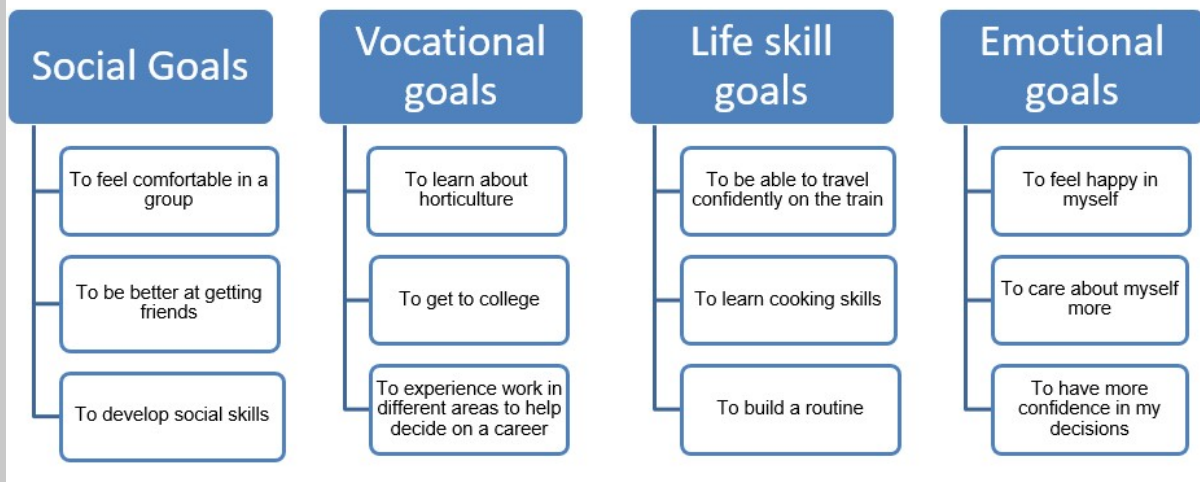 Social Goals
To feel comfortable in a
group
To be better at getting
friends
To develop social skills
Vocational
goals
To learn about
horticulture
To get to college
To experience work in
different areas to help
decide on a career
Life skill
goals
To be able to travel
confidently on the train
To learn cooking skills
To build a routine
Emotional
goals
To feel happy in
myself
To care about myself
more
To have more
confidence in my
decisions